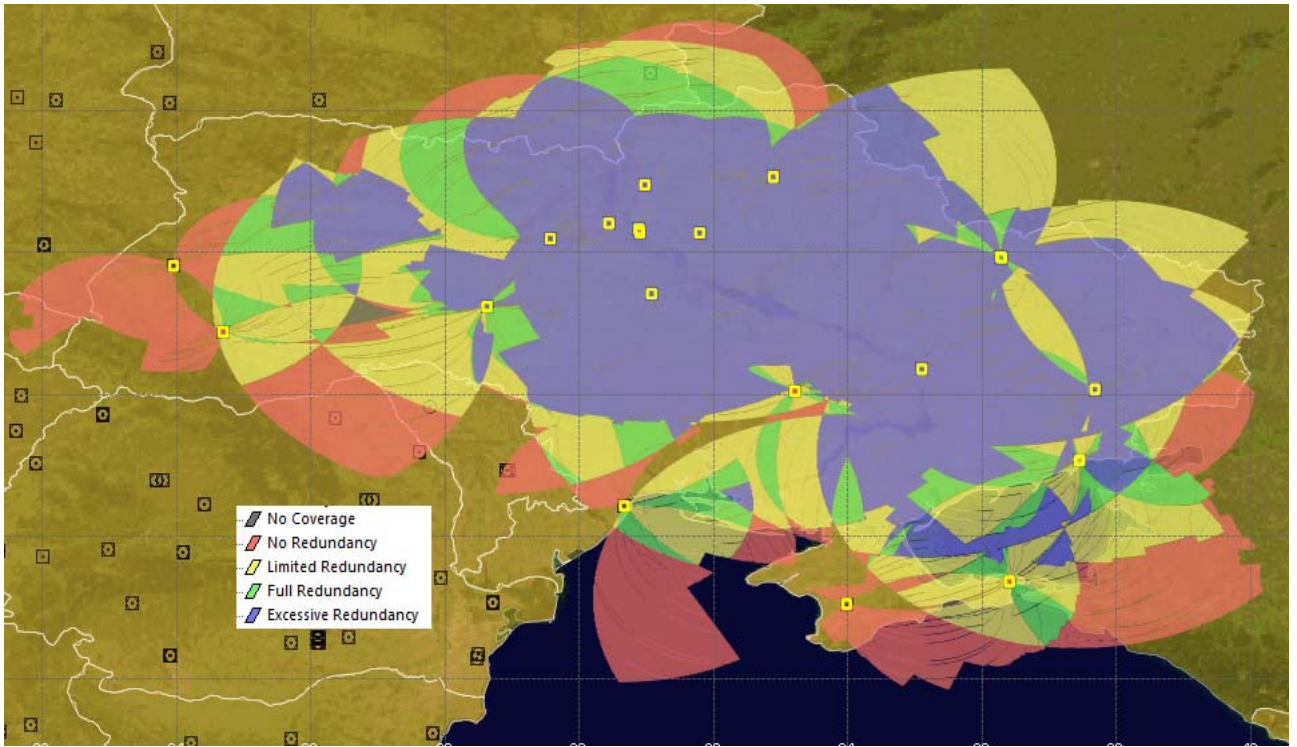 No Coverage
No Redundancy
Limited Redundancy
Full Redundancy
Excessive Redundancy